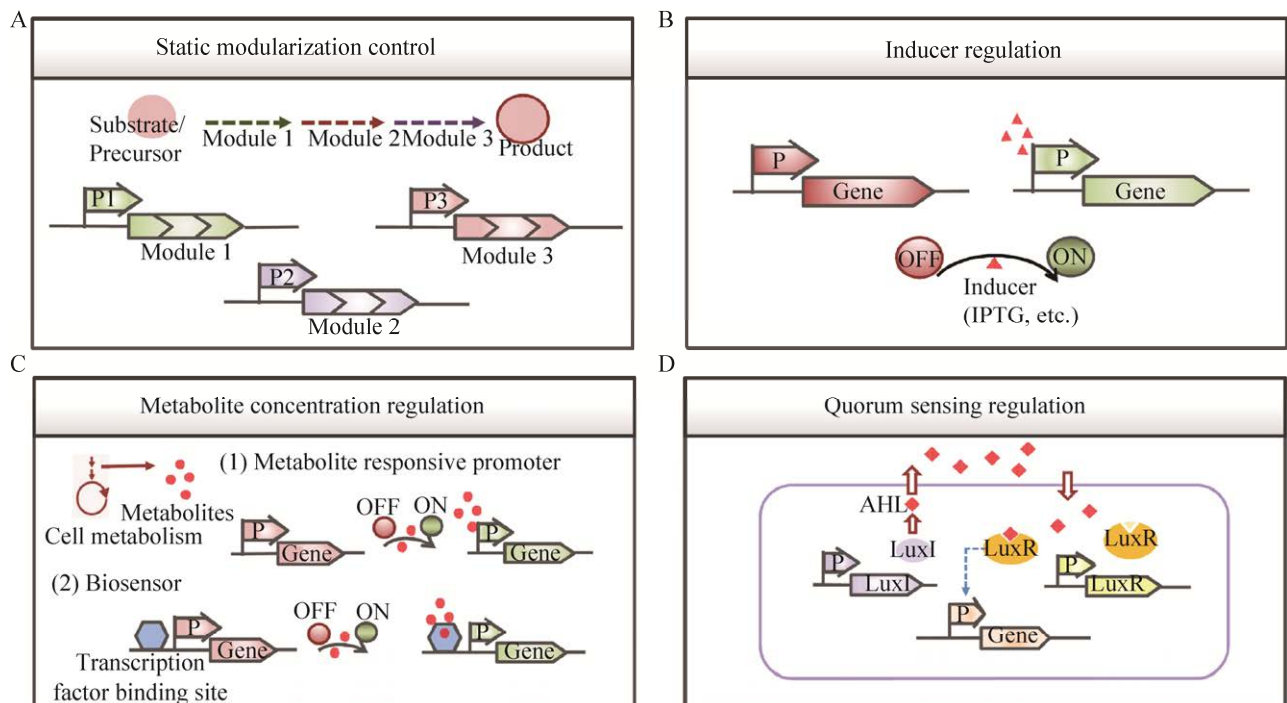 A
Static modularization control
Substrate/
Precursor
Module 1
Module 2
Module 3
Product
P1
Module 1
P3
Module 3
P2
Module 2
B
Inducer regulation
P
Gene
P
Gene
OFF
ON
Inducer
(IPTG, etc.)
C
Metabolite concentration regulation
(1) Metabolite responsive promoter
Metabolites
Cell metabolism
P
Gene
OFF
ON
P
Gene
(2) Biosensor
P
Gene
OFF
ON
P
Gene
Transcription
factor binding site
D
Quorum sensing regulation
AHL
LuxI
LuxR
LuxR
P
LuxI
P
LuxR
P
Gene